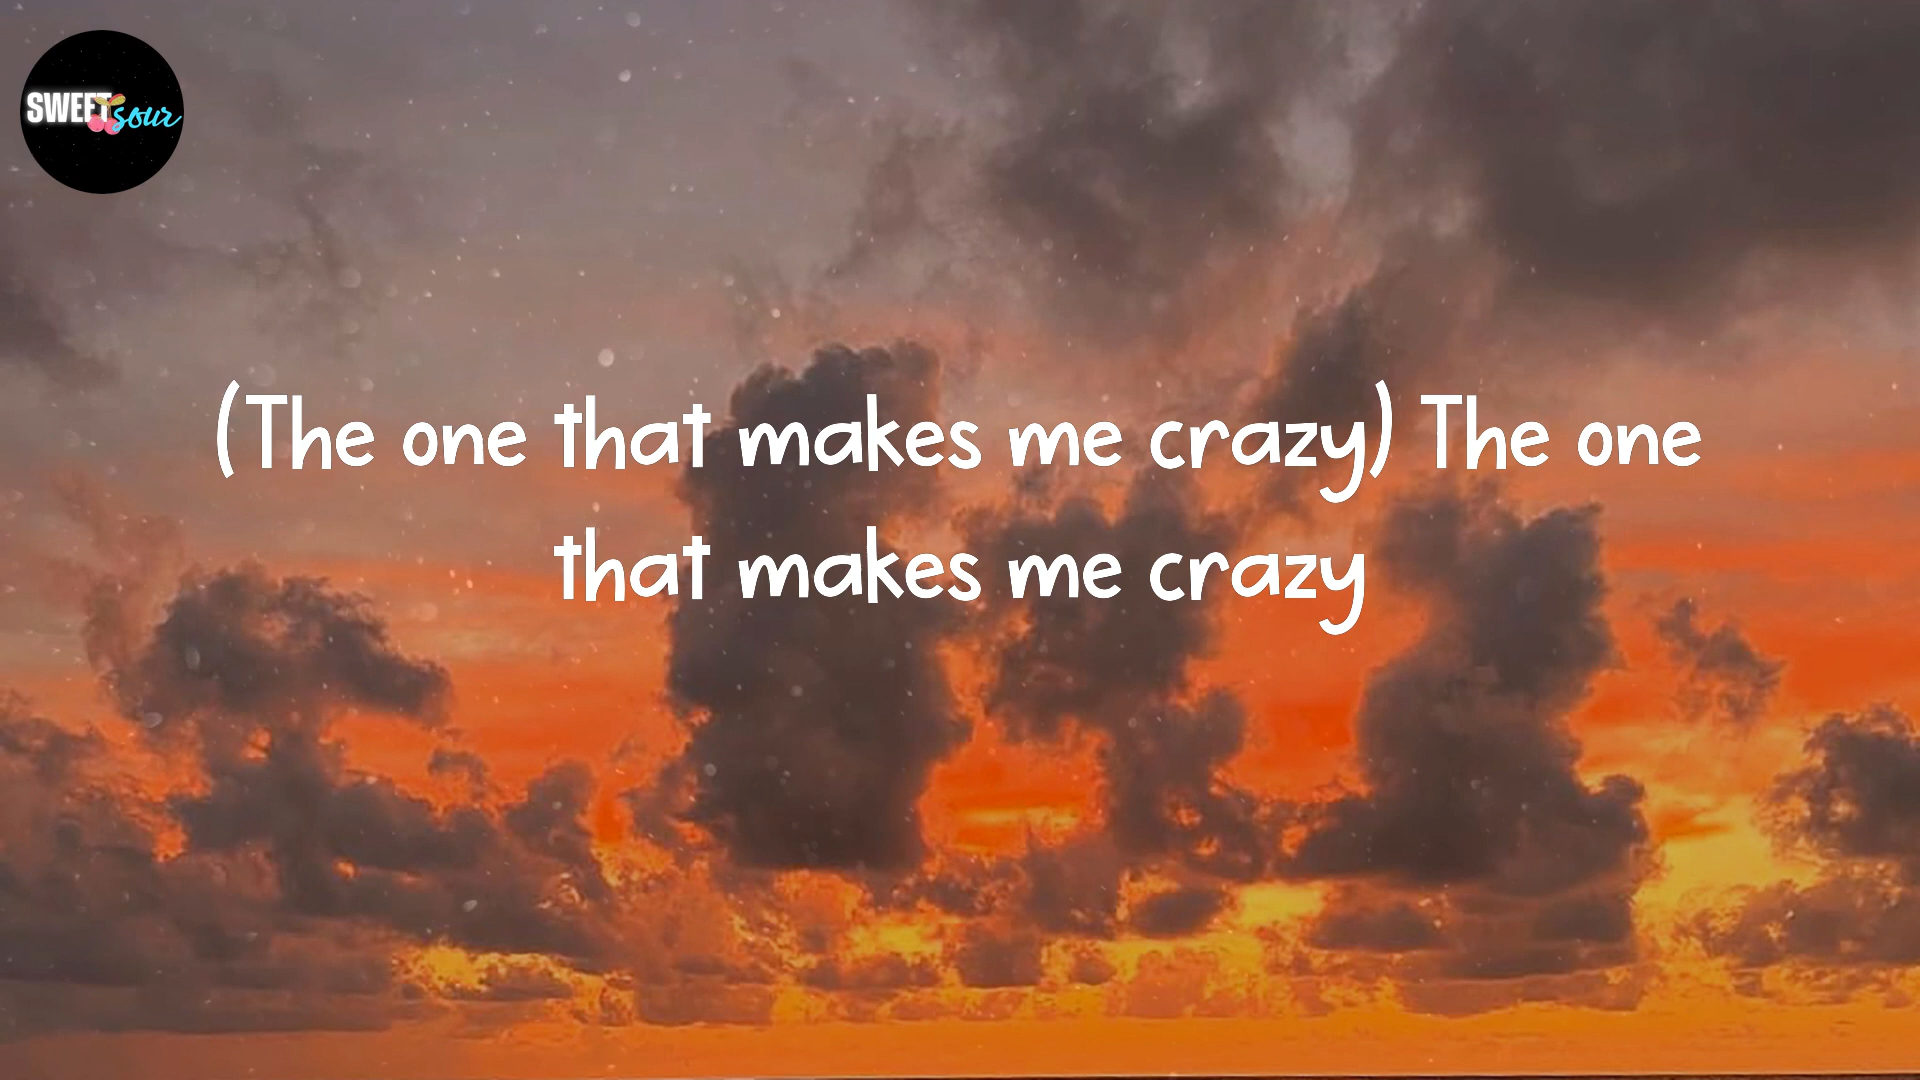 SWEET sour
(The one that makes me crazy) The one
that makes me crazy